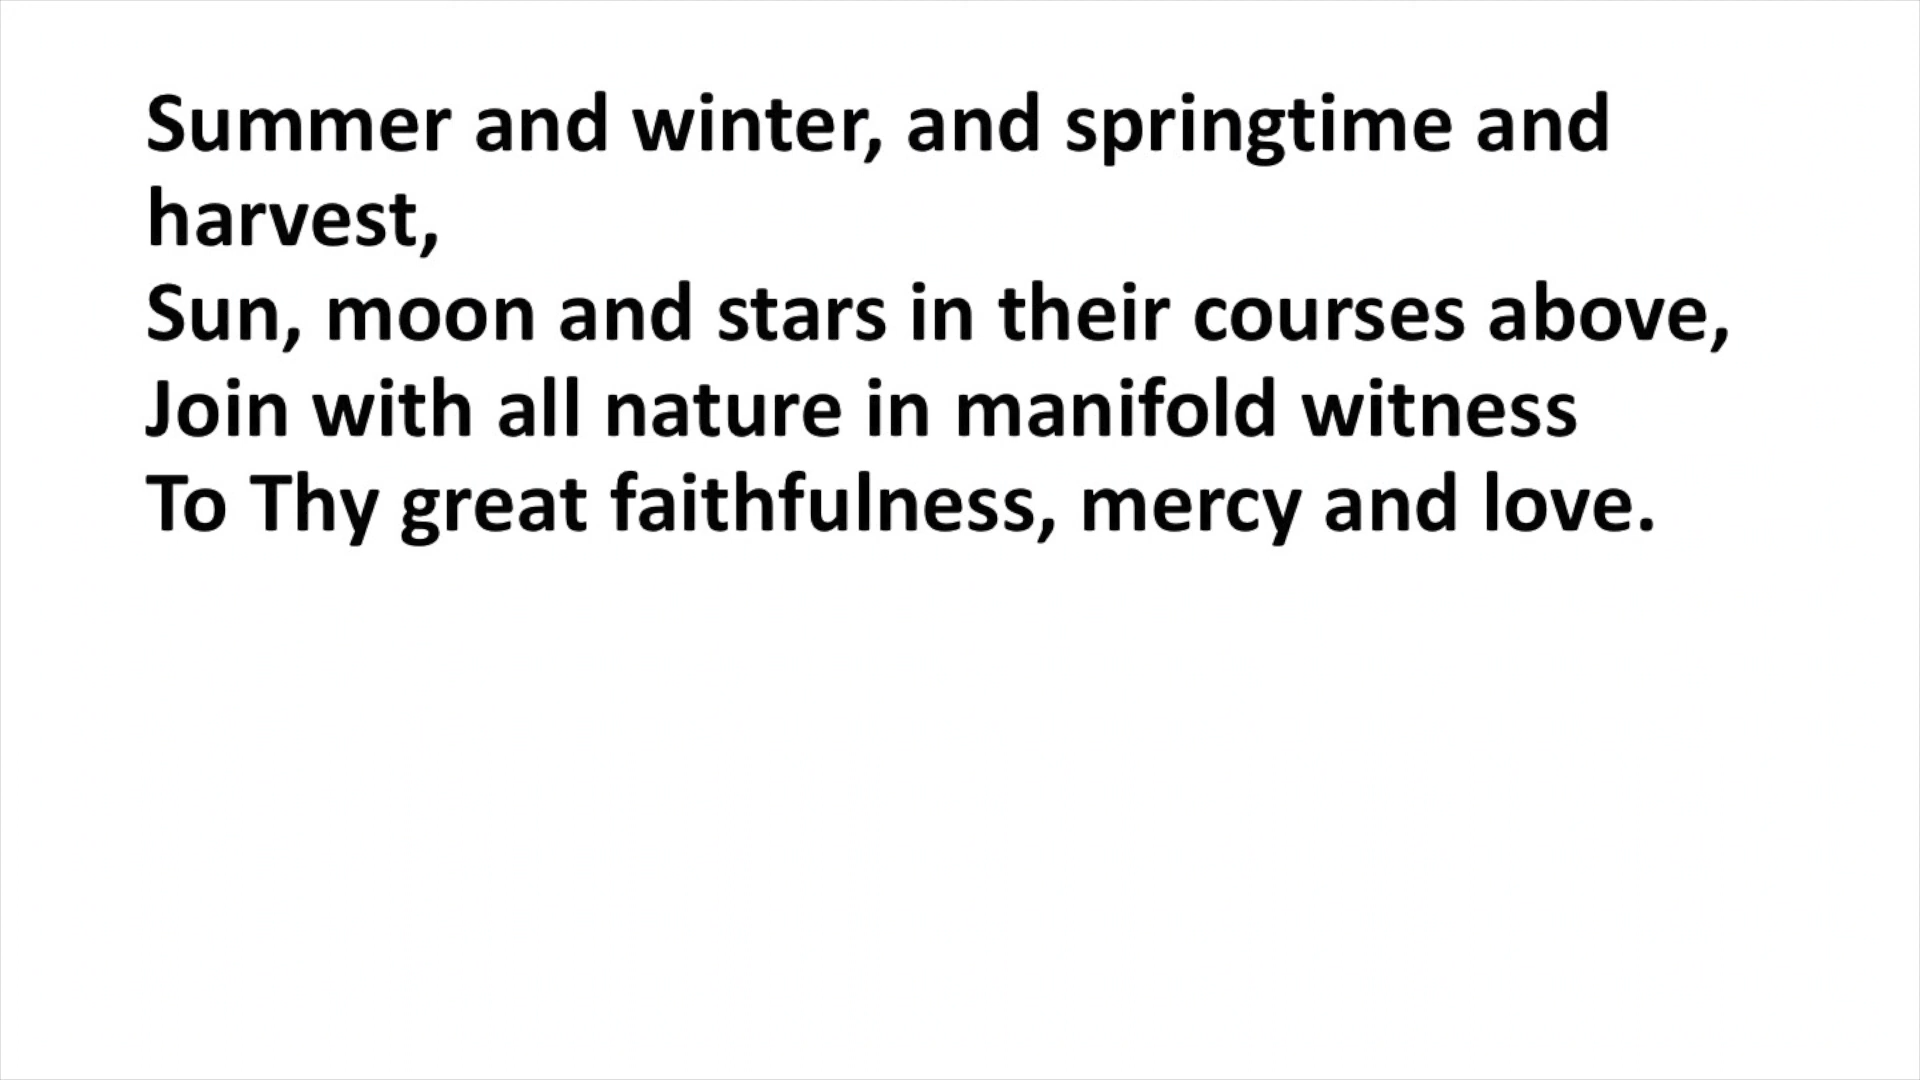 Summer and winter, and springtime and
harvest,
Sun, moon and stars in their courses above,
Join with all nature in manifold witness
To Thy great faithfulness, mercy and love.